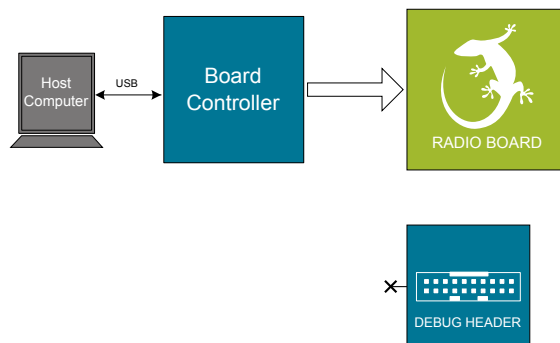 Host
Computer
USB
Board
Controller
RADIO BOARD
DEBUG HEADER